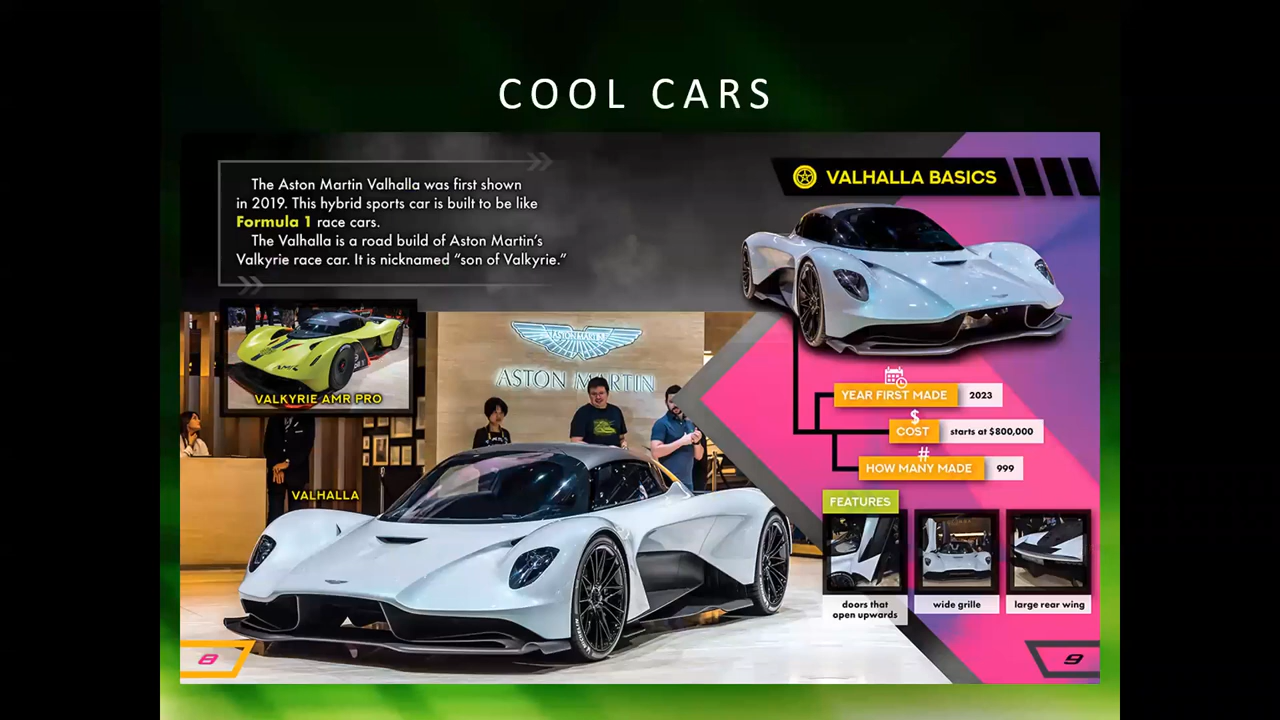 COOL CARS
The Aston Martin Valhalla was first shown
in 2019. This hybrid sports car is built to be like
Formula 1 race cars.
The Valhalla is a road build of Aston Martin’s
Valkyrie race car. It is nicknamed “son of Valkyrie.”
VALKYRIE AMR PRO
ASTON MARTIN
ASTON MARTIN
VALHALLA
8
VALHALLA BASICS
YEAR FIRST MADE 2023
$
COST starts at $800,000
#
HOW MANY MADE 999
FEATURES
doors that
open upwards
wide grille
large rear wing
9